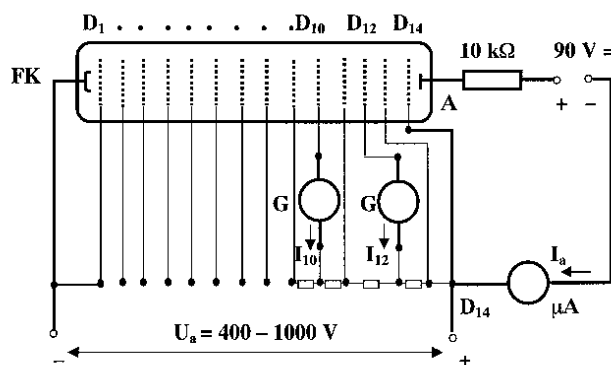 D₁ . . . . . . . D₁₀ D₁₂ D₁₄
10 kΩ 90 V =
FK
A + −
G G
I₁₀ I₁₂ Iₐ
D₁₄ μA
Uₐ = 400 – 1000 V
− +